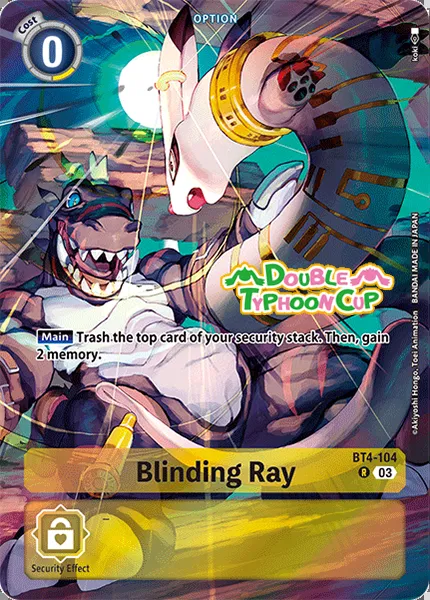 OPTION
Cost
0
koki
DOUBLE
TYPHOON CUP
©Akiyoshi Hongo, Toei Animation BANDAI MADE IN JAPAN
Main Trash the top card of your security stack. Then, gain
2 memory.
BT4-104
Blinding Ray
R 03
Security Effect
-